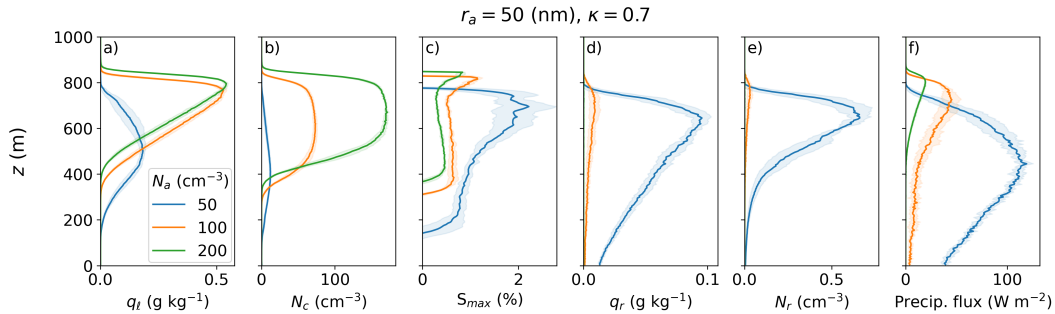 r_a = 50 (nm), κ = 0.7
a) b) c) d) e) f)
1000
800
600
400
200
0
z (m)
N_a (cm⁻³)
50
100
200
0.0 0.5 0 100 0 2 0.0 0.1 0.0 0.5 0 100
q_ℓ (g kg⁻¹) N_c (cm⁻³) S_max (%) q_r (g kg⁻¹) N_r (cm⁻³) Precip. flux (W m⁻²)